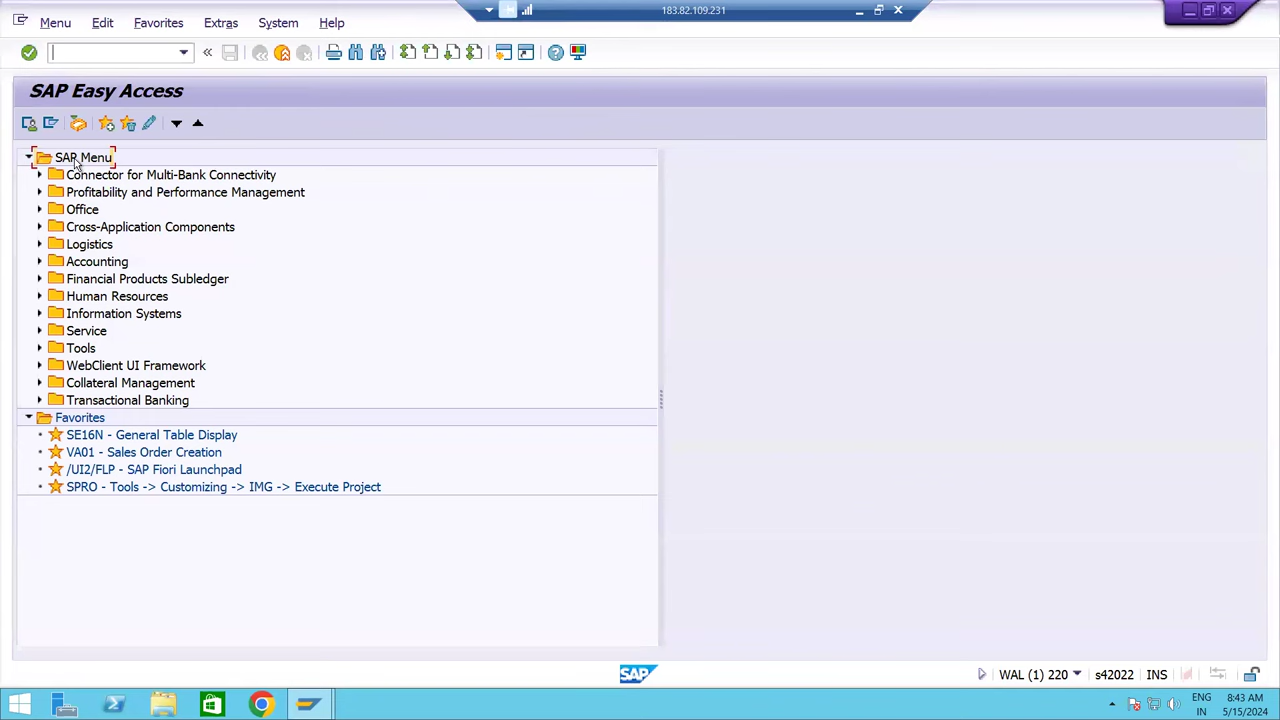 183.82.109.231
Menu Edit Favorites Extras System Help
SAP Easy Access
SAP Menu
Connector for Multi-Bank Connectivity
Profitability and Performance Management
Office
Cross-Application Components
Logistics
Accounting
Financial Products Subledger
Human Resources
Information Systems
Service
Tools
WebClient UI Framework
Collateral Management
Transactional Banking
Favorites
SE16N - General Table Display
VA01 - Sales Order Creation
/UI2/FLP - SAP Fiori Launchpad
SPRO - Tools -> Customizing -> IMG -> Execute Project
SAP WAL (1) 220 s42022 INS
ENG 8:43 AM
IN 5/15/2024